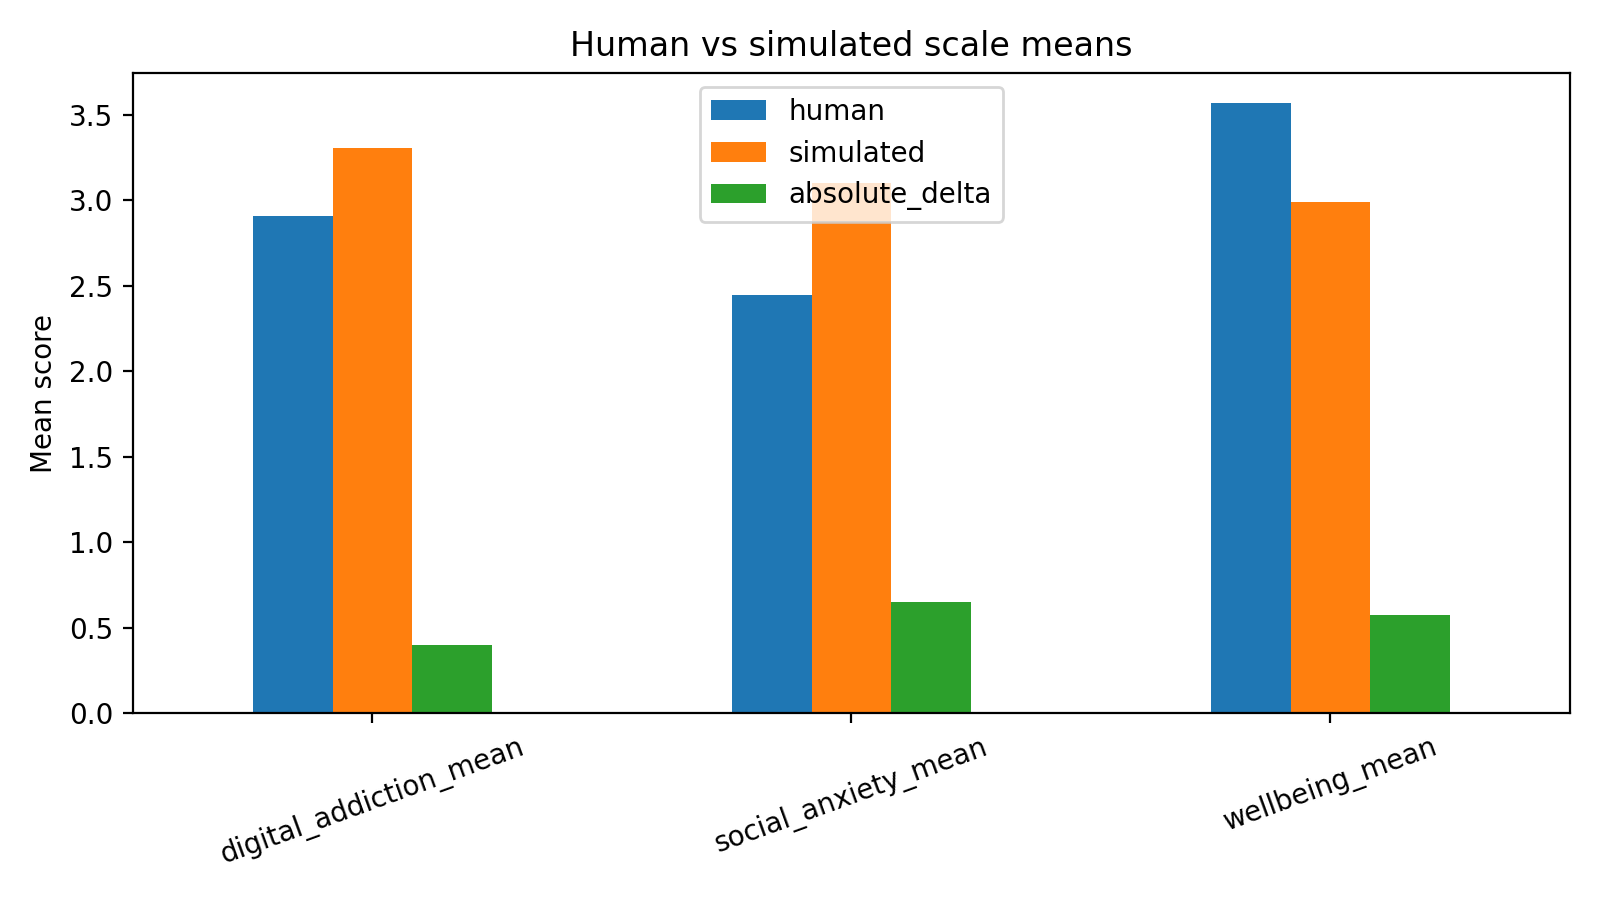 Human vs simulated scale means
human
simulated
absolute_delta
Mean score
3.5
3.0
2.5
2.0
1.5
1.0
0.5
0.0
digital_addiction_mean
social_anxiety_mean
wellbeing_mean